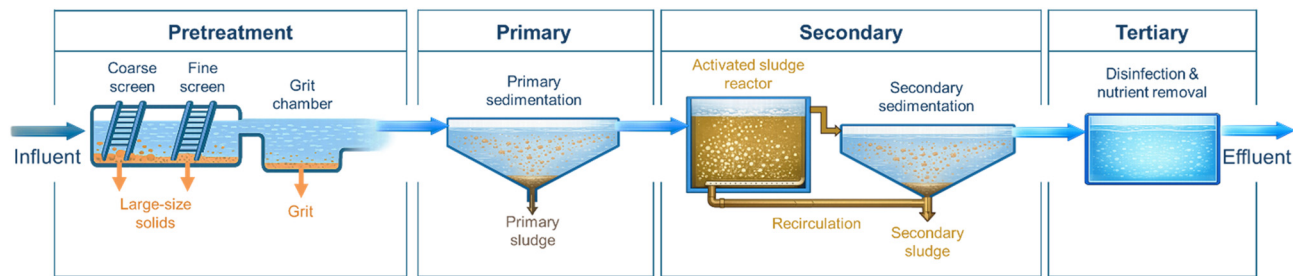 Pretreatment
Primary
Secondary
Tertiary
Coarse
screen
Fine
screen
Grit
chamber
Influent
Large-size
solids
Grit
Primary
sedimentation
Primary
sludge
Activated sludge
reactor
Secondary
sedimentation
Recirculation
Secondary
sludge
Disinfection &
nutrient removal
Effluent